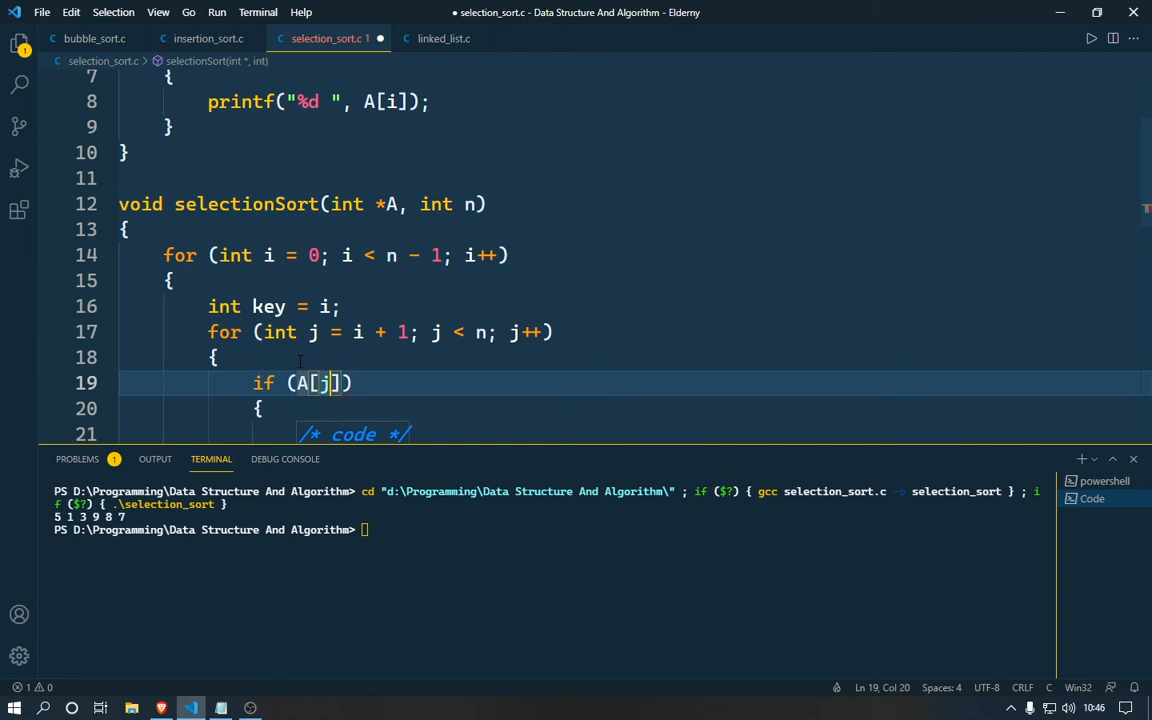 File Edit Selection View Go Run Terminal Help
● selection_sort.c - Data Structure And Algorithm - Elderny
C bubble_sort.c C insertion_sort.c C selection_sort.c 1 ● C linked_list.c
C selection_sort.c > selectionSort(int *, int)
7 {
8 printf("%d ", A[i]);
9 }
10 }
11
12 void selectionSort(int *A, int n)
13 {
14 for (int i = 0; i < n - 1; i++)
15 {
16 int key = i;
17 for (int j = i + 1; j < n; j++)
18 {
19 if (A[j])
20 {
21 /* code */
PROBLEMS 1 OUTPUT TERMINAL DEBUG CONSOLE
PS D:\Programming\Data Structure And Algorithm> cd "d:\Programming\Data Structure And Algorithm\" ; if ($?) { gcc selection_sort.c -o selection_sort } ; i
f ($?) { .\selection_sort }
5 1 3 9 8 7
PS D:\Programming\Data Structure And Algorithm>
powershell
Code
1 0 Ln 19, Col 20 Spaces: 4 UTF-8 CRLF C Win32
10:46